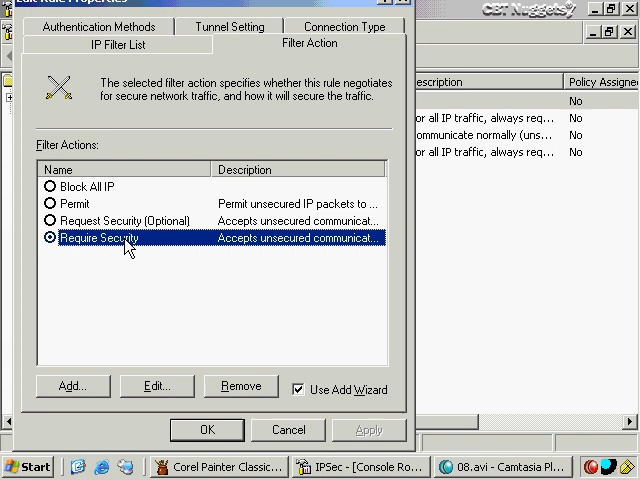 Edit Rule Properties
CBT Nuggets
Authentication Methods
Tunnel Setting
Connection Type
IP Filter List
Filter Action
The selected filter action specifies whether this rule negotiates
for secure network traffic, and how it will secure the traffic.
Filter Actions:
Name
Description
Block All IP
Permit
Permit unsecured IP packets to ...
Request Security (Optional)
Accepts unsecured communicat...
Require Security
Accepts unsecured communicat...
Add...
Edit...
Remove
Use Add Wizard
OK
Cancel
Apply
escription
Policy Assigne
No
or all IP traffic, always req...
No
ommunicate normally (uns...
No
or all IP traffic, always req...
No
Start
Corel Painter Classic...
IPSec - [Console Ro...
08.avi - Camtasia Pl...